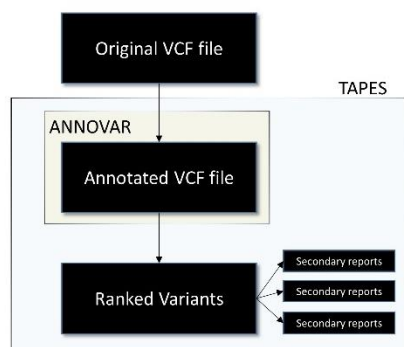 Original VCF file
TAPES
ANNOVAR
Annotated VCF file
Ranked Variants
Secondary reports
Secondary reports
Secondary reports